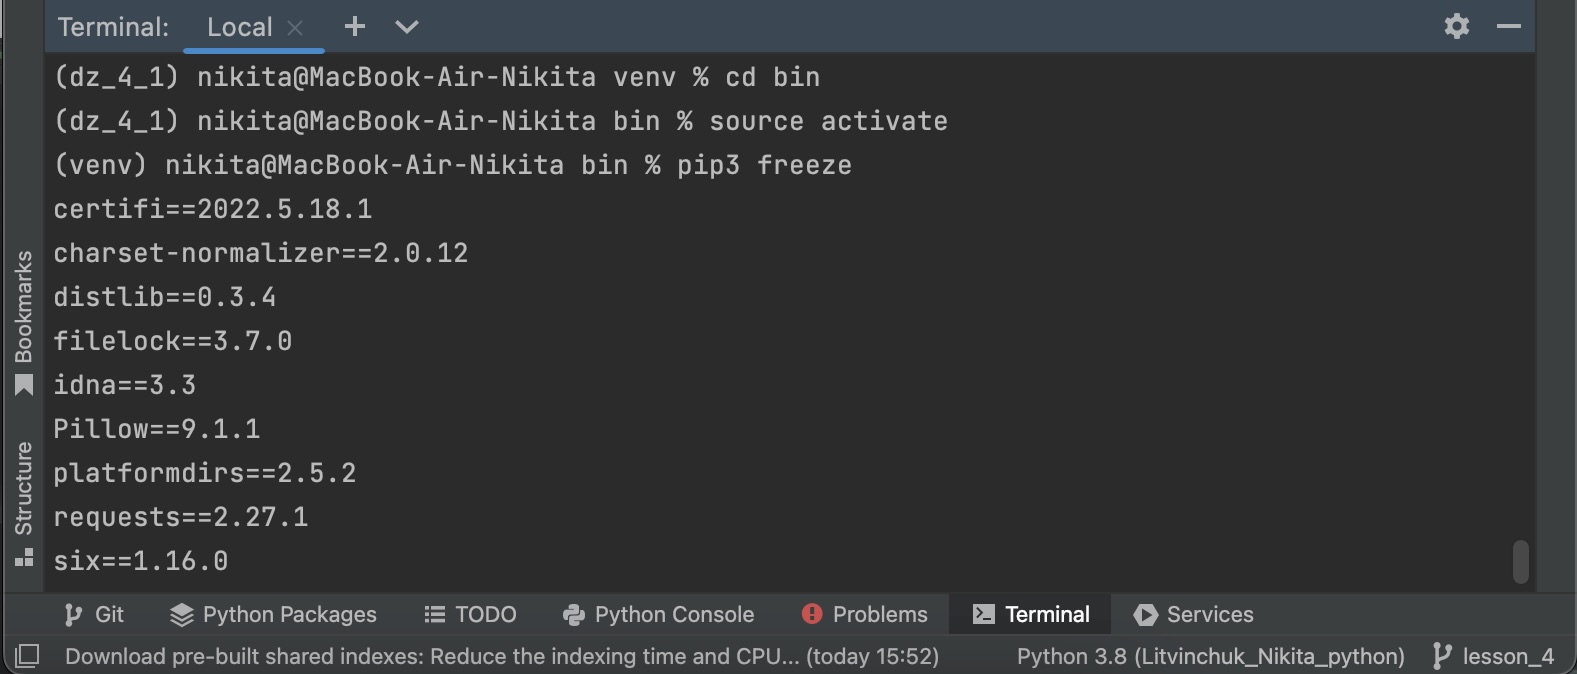 Terminal: Local
(dz_4_1) nikita@MacBook-Air-Nikita venv % cd bin
(dz_4_1) nikita@MacBook-Air-Nikita bin % source activate
(venv) nikita@MacBook-Air-Nikita bin % pip3 freeze
certifi==2022.5.18.1
charset-normalizer==2.0.12
distlib==0.3.4
filelock==3.7.0
idna==3.3
Pillow==9.1.1
platformdirs==2.5.2
requests==2.27.1
six==1.16.0
Bookmarks
Structure
Git Python Packages TODO Python Console Problems Terminal Services
Download pre-built shared indexes: Reduce the indexing time and CPU... (today 15:52) Python 3.8 (Litvinchuk_Nikita_python) lesson_4